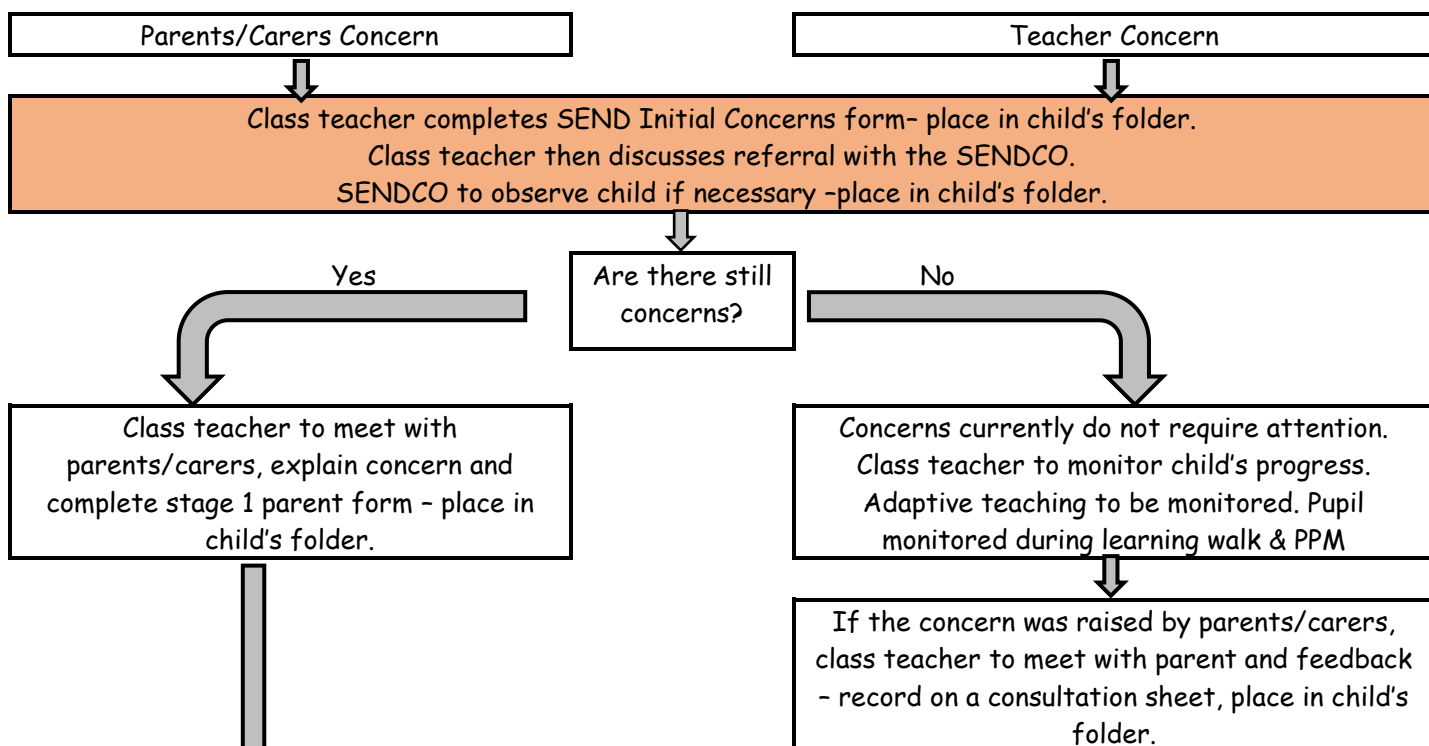 Parents/Carers Concern
Teacher Concern
Class teacher completes SEND Initial Concerns form– place in child's folder.
Class teacher then discusses referral with the SENDCO.
SENDCO to observe child if necessary –place in child's folder.
Are there still
concerns?
Yes
No
Class teacher to meet with
parents/carers, explain concern and
complete stage 1 parent form – place in
child's folder.
Concerns currently do not require attention.
Class teacher to monitor child's progress.
Adaptive teaching to be monitored. Pupil
monitored during learning walk & PPM
If the concern was raised by parents/carers,
class teacher to meet with parent and feedback
– record on a consultation sheet, place in child's
folder.